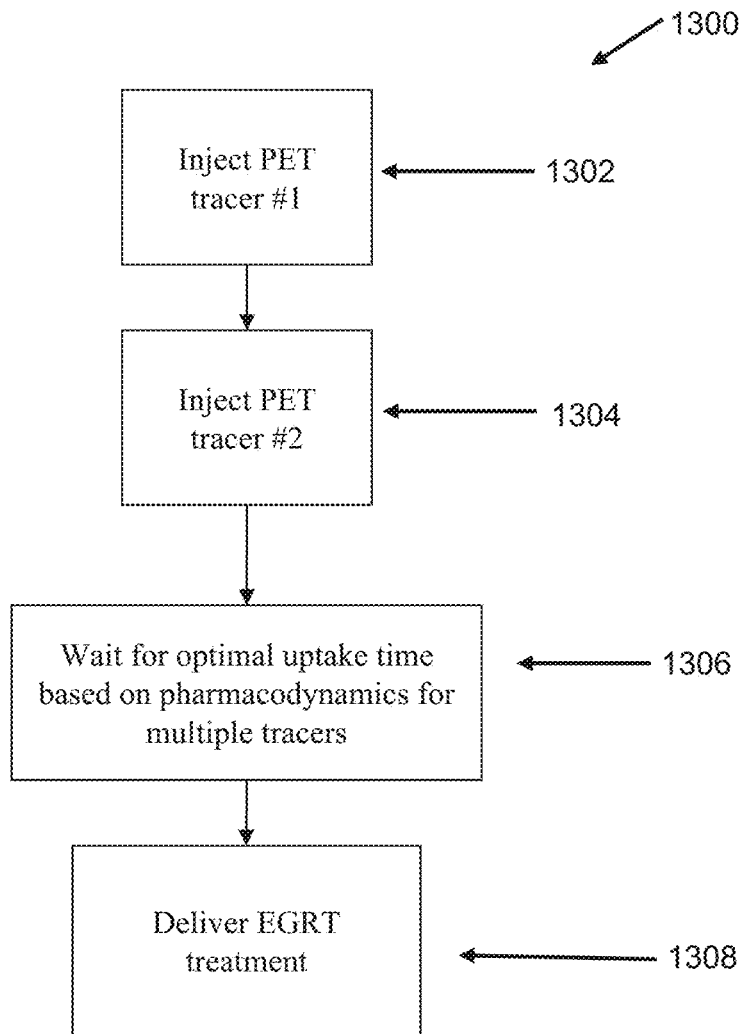 1300
Inject PET
tracer #1
1302
Inject PET
tracer #2
1304
Wait for optimal uptake time
based on pharmacodynamics for
multiple tracers
1306
Deliver EGRT
treatment
1308